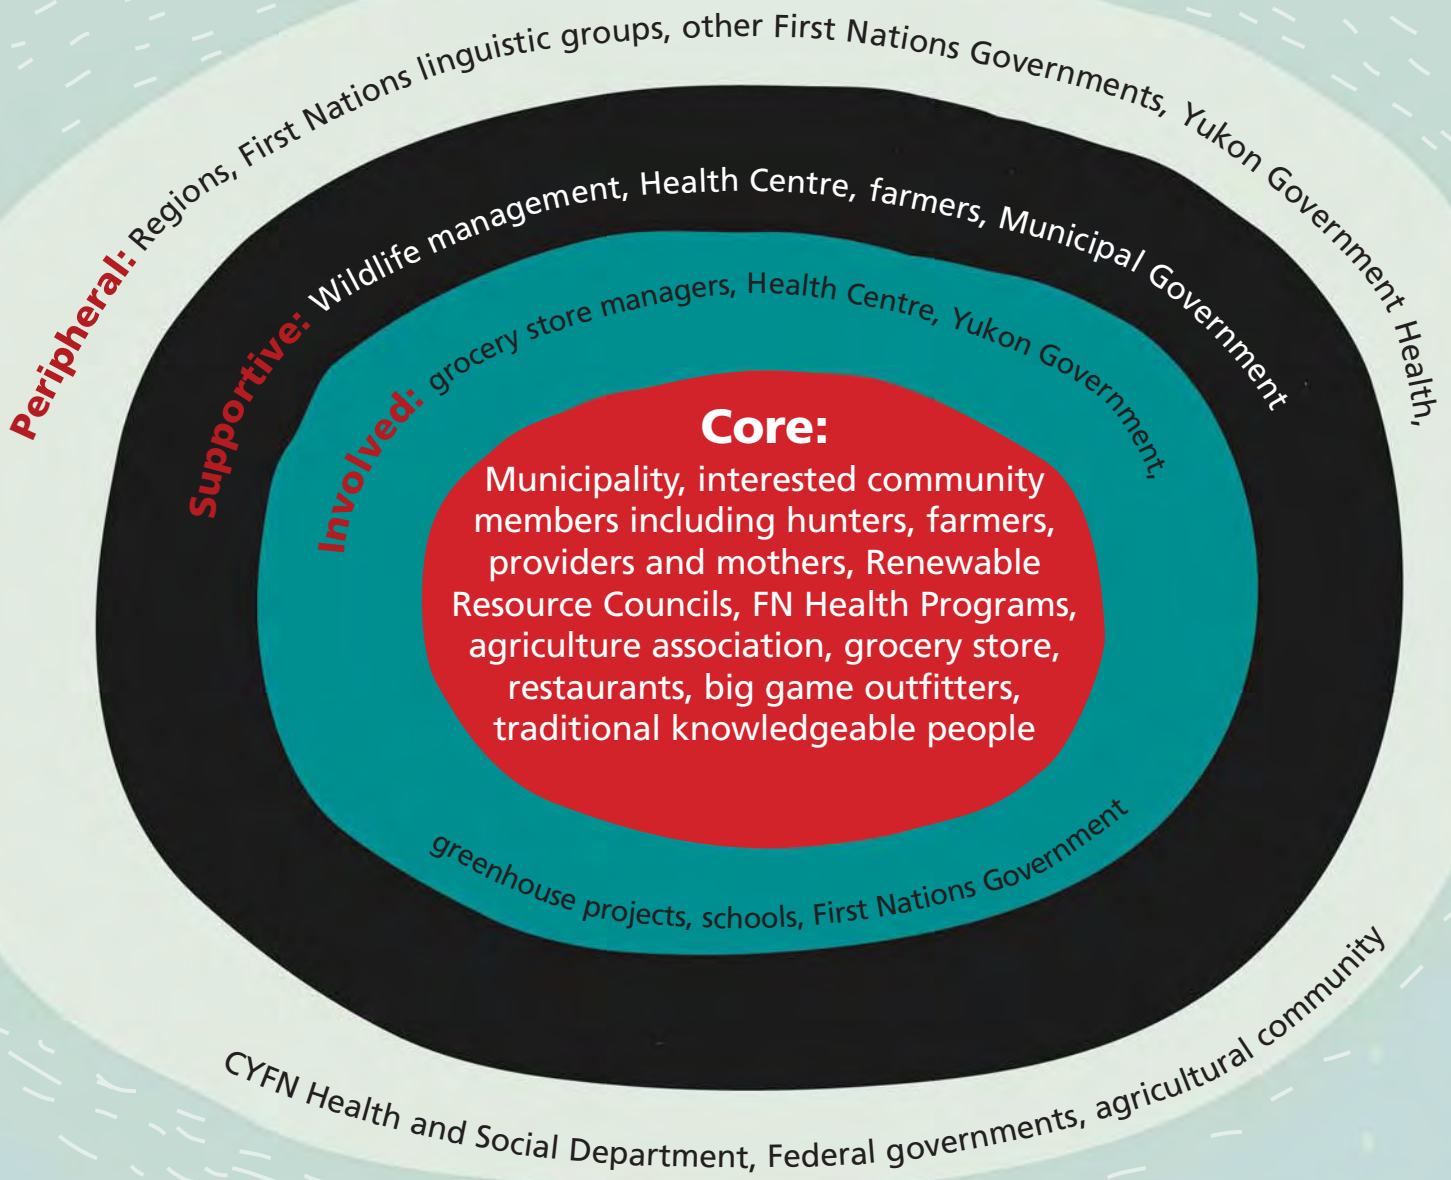 Peripheral: Regions, First Nations linguistic groups, other First Nations Governments, Yukon Government Health,
CYFN Health and Social Department, Federal governments, agricultural community
Supportive: Wildlife management, Health Centre, farmers, Municipal Government
Involved: grocery store managers, Health Centre, Yukon Government,
greenhouse projects, schools, First Nations Government
Core:
Municipality, interested community
members including hunters, farmers,
providers and mothers, Renewable
Resource Councils, FN Health Programs,
agriculture association, grocery store,
restaurants, big game outfitters,
traditional knowledgeable people